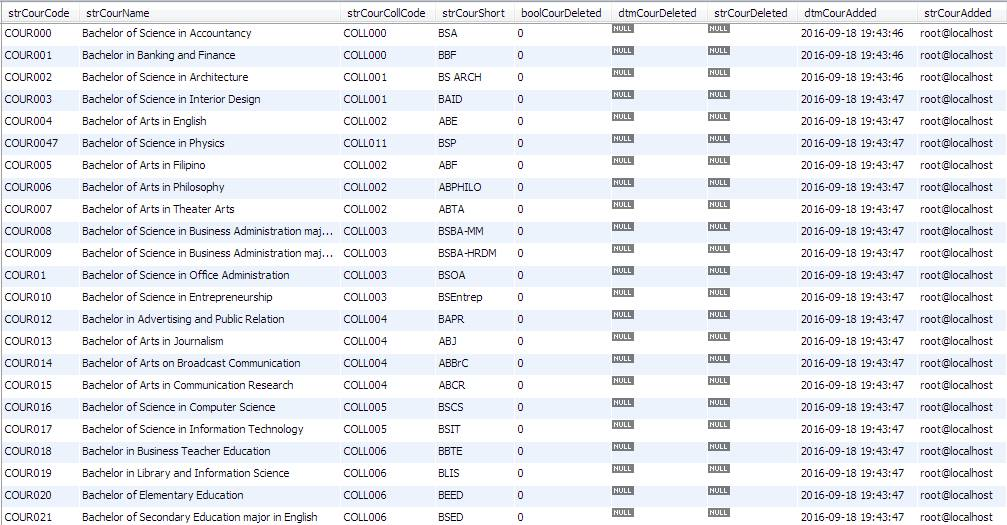 strCourCode strCourName strCourCollCode strCourShort boolCourDeleted dtmCourDeleted strCourDeleted dtmCourAdded strCourAdded
COUR000 Bachelor of Science in Accountancy COLL000 BSA 0 NULL NULL 2016-09-18 19:43:46 root@localhost
COUR001 Bachelor in Banking and Finance COLL000 BBF 0 NULL NULL 2016-09-18 19:43:46 root@localhost
COUR002 Bachelor of Science in Architecture COLL001 BS ARCH 0 NULL NULL 2016-09-18 19:43:46 root@localhost
COUR003 Bachelor of Science in Interior Design COLL001 BAID 0 NULL NULL 2016-09-18 19:43:47 root@localhost
COUR004 Bachelor of Arts in English COLL002 ABE 0 NULL NULL 2016-09-18 19:43:47 root@localhost
COUR0047 Bachelor of Science in Physics COLL011 BSP 0 NULL NULL 2016-09-18 19:43:47 root@localhost
COUR005 Bachelor of Arts in Filipino COLL002 ABF 0 NULL NULL 2016-09-18 19:43:47 root@localhost
COUR006 Bachelor of Arts in Philosophy COLL002 ABPHILO 0 NULL NULL 2016-09-18 19:43:47 root@localhost
COUR007 Bachelor of Arts in Theater Arts COLL002 ABTA 0 NULL NULL 2016-09-18 19:43:47 root@localhost
COUR008 Bachelor of Science in Business Administration maj... COLL003 BSBA-MM 0 NULL NULL 2016-09-18 19:43:47 root@localhost
COUR009 Bachelor of Science in Business Administration maj... COLL003 BSBA-HRDM 0 NULL NULL 2016-09-18 19:43:47 root@localhost
COUR01 Bachelor of Science in Office Administration COLL003 BSOA 0 NULL NULL 2016-09-18 19:43:47 root@localhost
COUR010 Bachelor of Science in Entrepreneurship COLL003 BSEntrep 0 NULL NULL 2016-09-18 19:43:47 root@localhost
COUR012 Bachelor in Advertising and Public Relation COLL004 BAPR 0 NULL NULL 2016-09-18 19:43:47 root@localhost
COUR013 Bachelor of Arts in Journalism COLL004 ABJ 0 NULL NULL 2016-09-18 19:43:47 root@localhost
COUR014 Bachelor of Arts on Broadcast Communication COLL004 ABBrC 0 NULL NULL 2016-09-18 19:43:47 root@localhost
COUR015 Bachelor of Arts in Communication Research COLL004 ABCR 0 NULL NULL 2016-09-18 19:43:47 root@localhost
COUR016 Bachelor of Science in Computer Science COLL005 BSCS 0 NULL NULL 2016-09-18 19:43:47 root@localhost
COUR017 Bachelor of Science in Information Technology COLL005 BSIT 0 NULL NULL 2016-09-18 19:43:47 root@localhost
COUR018 Bachelor in Business Teacher Education COLL006 BBTE 0 NULL NULL 2016-09-18 19:43:47 root@localhost
COUR019 Bachelor in Library and Information Science COLL006 BLIS 0 NULL NULL 2016-09-18 19:43:47 root@localhost
COUR020 Bachelor of Elementary Education COLL006 BEED 0 NULL NULL 2016-09-18 19:43:47 root@localhost
COUR021 Bachelor of Secondary Education major in English COLL006 BSED 0 NULL NULL 2016-09-18 19:43:47 root@localhost